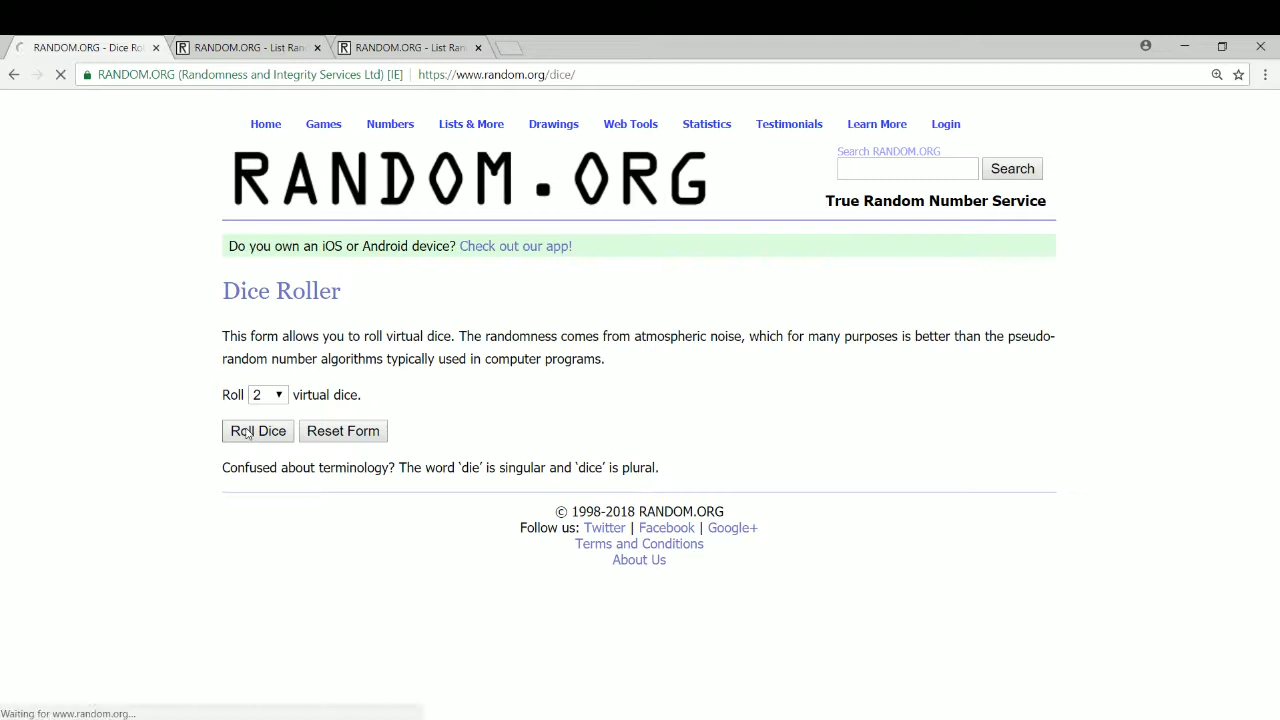 RANDOM.ORG - Dice Ro
RANDOM.ORG - List Ran
RANDOM.ORG - List Ran
RANDOM.ORG (Randomness and Integrity Services Ltd) [IE]
https://www.random.org/dice/
Home Games Numbers Lists & More Drawings Web Tools Statistics Testimonials Learn More Login
RANDOM.ORG
Search RANDOM.ORG
Search
True Random Number Service
Do you own an iOS or Android device? Check out our app!
Dice Roller
This form allows you to roll virtual dice. The randomness comes from atmospheric noise, which for many purposes is better than the pseudo-
random number algorithms typically used in computer programs.
Roll 2 virtual dice.
Roll Dice Reset Form
Confused about terminology? The word ‘die’ is singular and ‘dice’ is plural.
© 1998-2018 RANDOM.ORG
Follow us: Twitter | Facebook | Google+
Terms and Conditions
About Us
Waiting for www.random.org...